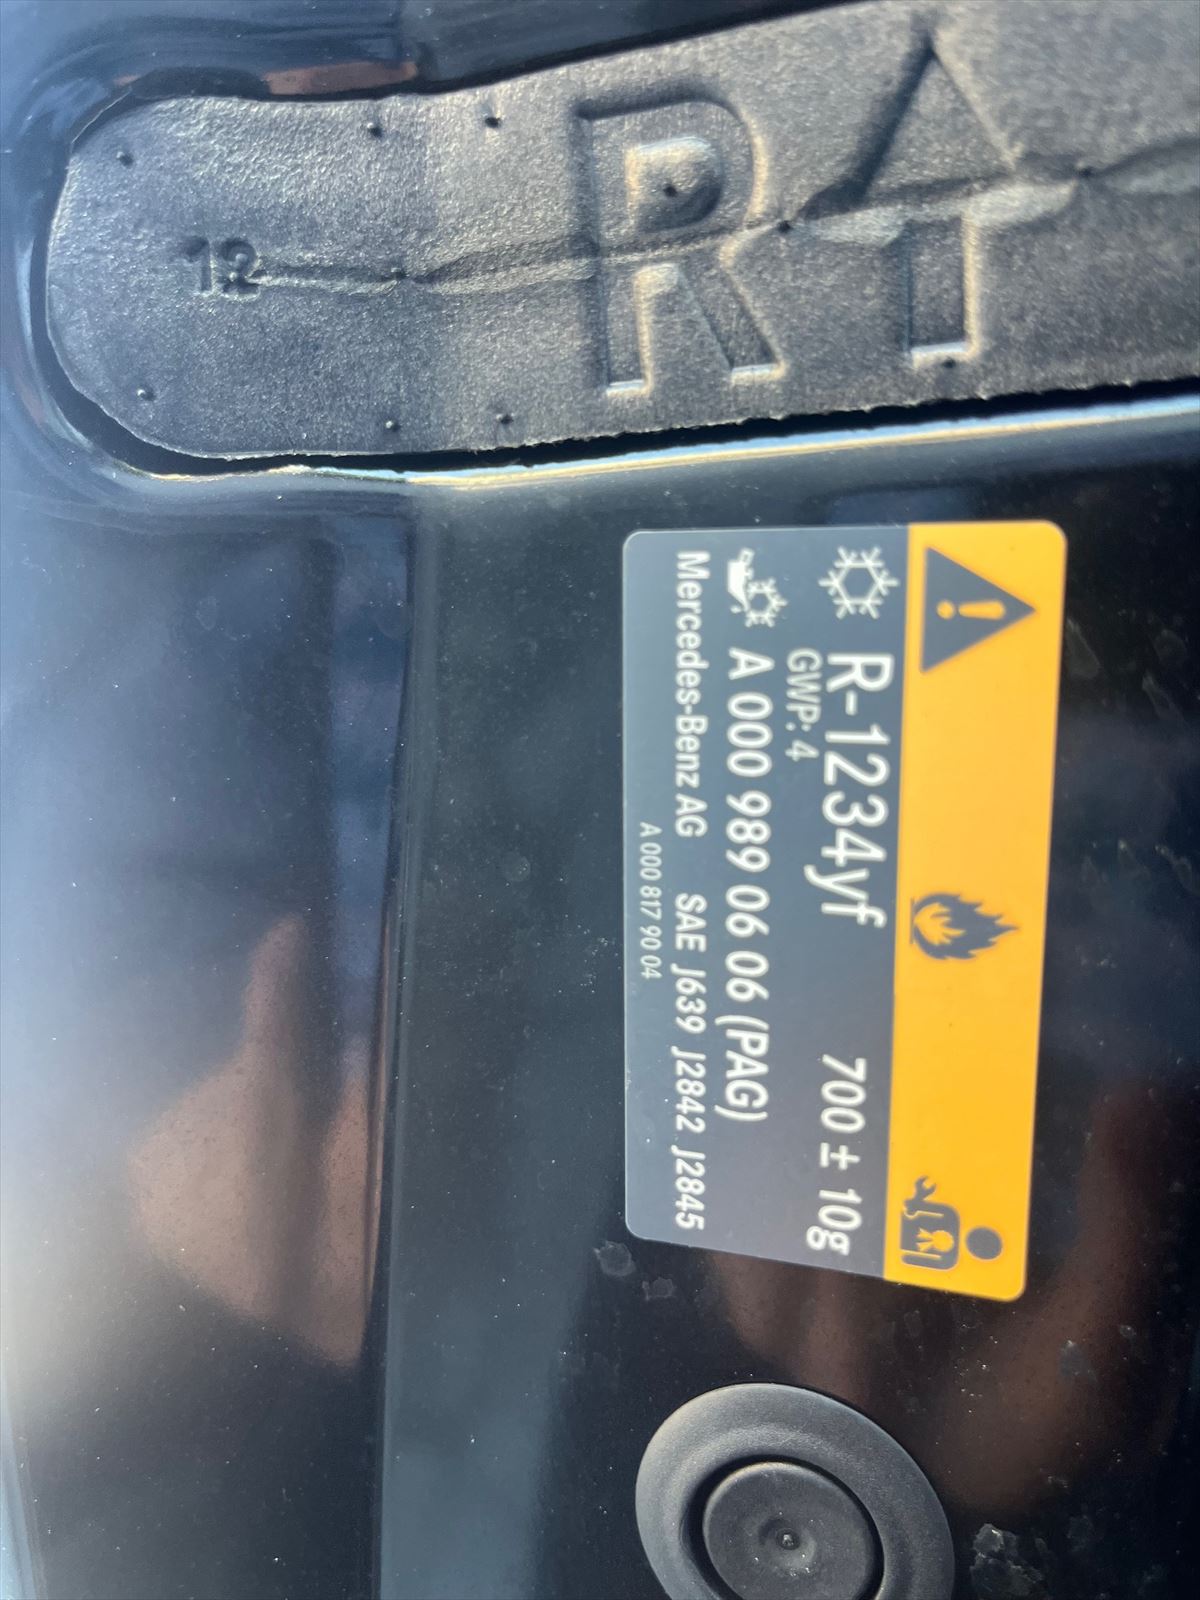 12
R
R-1234yf 700 ± 10g
GWP: 4
A 000 989 06 06 (PAG)
Mercedes-Benz AG SAE J639 J2842 J2845
A 000 817 90 04